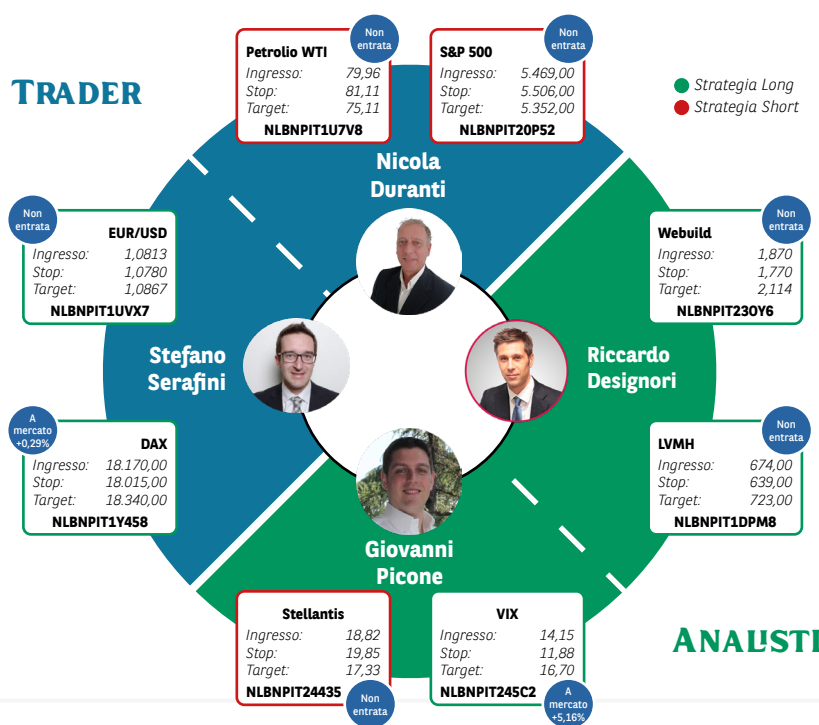 TRADER
Non
entrata
Petrolio WTI
Ingresso: 79,96
Stop: 81,11
Target: 75,11
NLBNPIT1U7V8
Non
entrata
S&P 500
Ingresso: 5.469,00
Stop: 5.506,00
Target: 5.352,00
NLBNPIT20P52
Strategia Long
Strategia Short
Nicola
Duranti
Non
entrata
EUR/USD
Ingresso: 1,0813
Stop: 1,0780
Target: 1,0867
NLBNPIT1UVX7
Non
entrata
Webuild
Ingresso: 1,870
Stop: 1,770
Target: 2,114
NLBNPIT23OY6
Stefano
Serafini
Riccardo
Designori
A
mercato
+0,29%
DAX
Ingresso: 18.170,00
Stop: 18.015,00
Target: 18.340,00
NLBNPIT1Y458
Non
entrata
LVMH
Ingresso: 674,00
Stop: 639,00
Target: 723,00
NLBNPIT1DPM8
Giovanni
Picone
Stellantis
Ingresso: 18,82
Stop: 19,85
Target: 17,33
NLBNPIT24435
Non
entrata
VIX
Ingresso: 14,15
Stop: 11,88
Target: 16,70
NLBNPIT245C2
A
mercato
+5,16%
ANALISTI